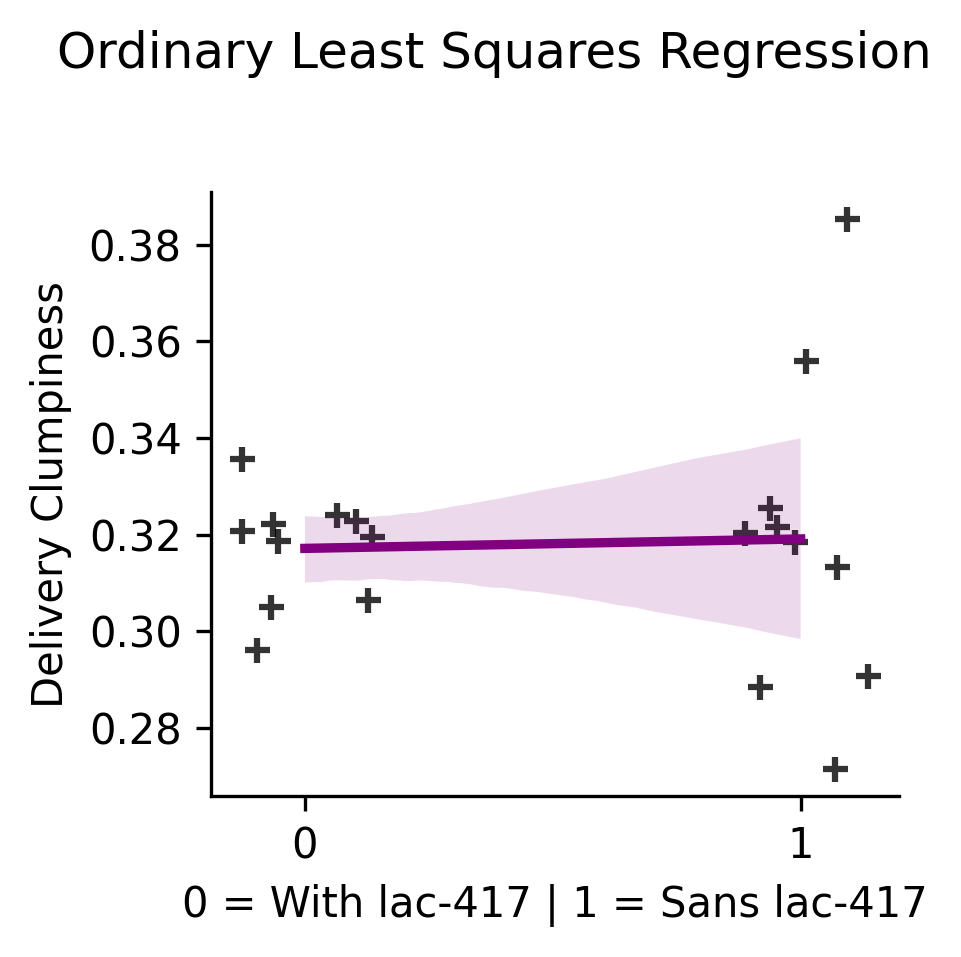 Ordinary Least Squares Regression
Delivery Clumpiness
0.38
0.36
0.34
0.32
0.30
0.28
0
1
0 = With lac-417 | 1 = Sans lac-417